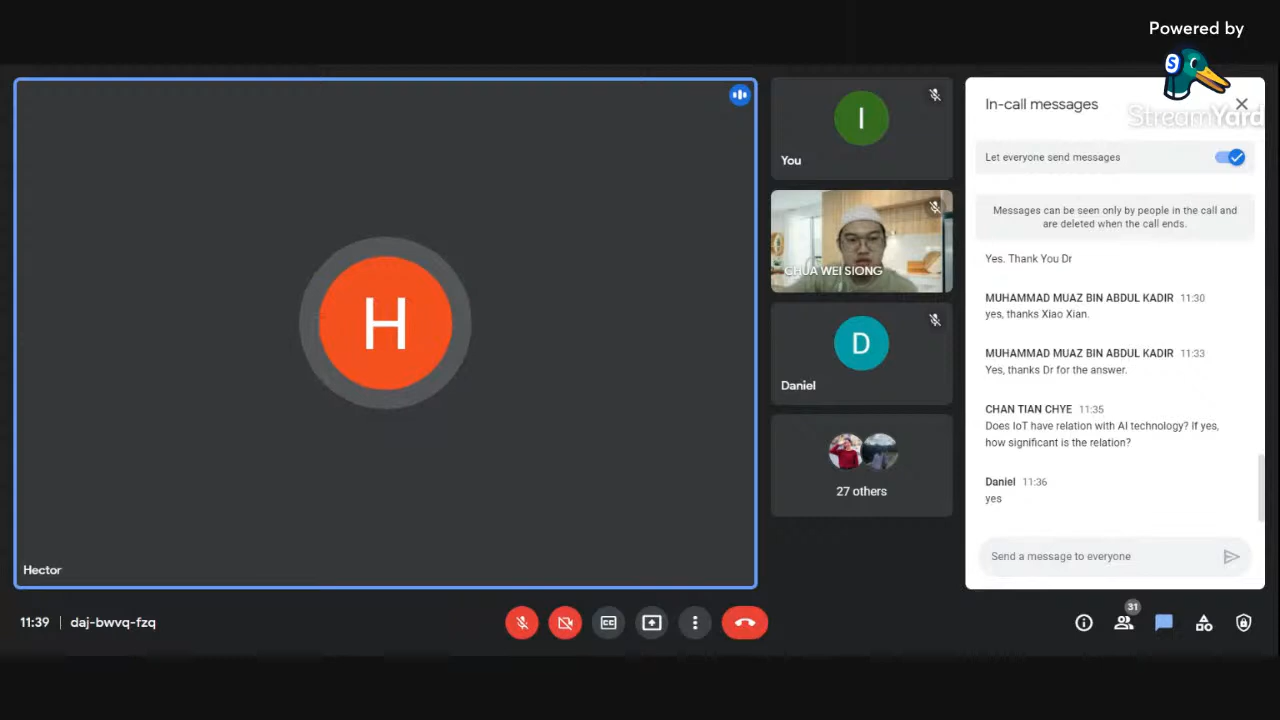 Powered by
S
StreamYard
H
Hector
I
You
CHUA WEI SIONG
D
Daniel
27 others
In-call messages
Let everyone send messages
Messages can be seen only by people in the call and
are deleted when the call ends.
Yes. Thank You Dr
MUHAMMAD MUAZ BIN ABDUL KADIR 11:30
yes, thanks Xiao Xian.
MUHAMMAD MUAZ BIN ABDUL KADIR 11:33
Yes, thanks Dr for the answer.
CHAN TIAN CHYE 11:35
Does IoT have relation with AI technology? If yes,
how significant is the relation?
Daniel 11:36
yes
Send a message to everyone
11:39 | daj-bwvq-fzq
CC
31